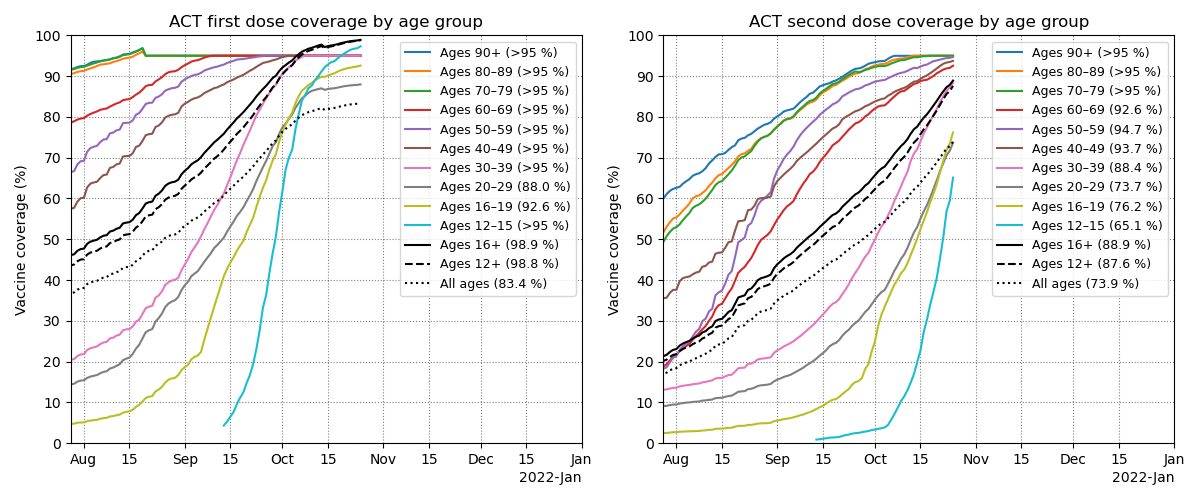 ACT first dose coverage by age group
Vaccine coverage (%)
100
90
80
70
60
50
40
30
20
10
0
Aug 15 Sep 15 Oct 15 Nov 15 Dec 15 Jan
2022-Jan
Ages 90+ (>95 %)
Ages 80–89 (>95 %)
Ages 70–79 (>95 %)
Ages 60–69 (>95 %)
Ages 50–59 (>95 %)
Ages 40–49 (>95 %)
Ages 30–39 (>95 %)
Ages 20–29 (88.0 %)
Ages 16–19 (92.6 %)
Ages 12–15 (>95 %)
Ages 16+ (98.9 %)
Ages 12+ (98.8 %)
All ages (83.4 %)
ACT second dose coverage by age group
Vaccine coverage (%)
100
90
80
70
60
50
40
30
20
10
0
Aug 15 Sep 15 Oct 15 Nov 15 Dec 15 Jan
2022-Jan
Ages 90+ (>95 %)
Ages 80–89 (>95 %)
Ages 70–79 (>95 %)
Ages 60–69 (92.6 %)
Ages 50–59 (94.7 %)
Ages 40–49 (93.7 %)
Ages 30–39 (88.4 %)
Ages 20–29 (73.7 %)
Ages 16–19 (76.2 %)
Ages 12–15 (65.1 %)
Ages 16+ (88.9 %)
Ages 12+ (87.6 %)
All ages (73.9 %)